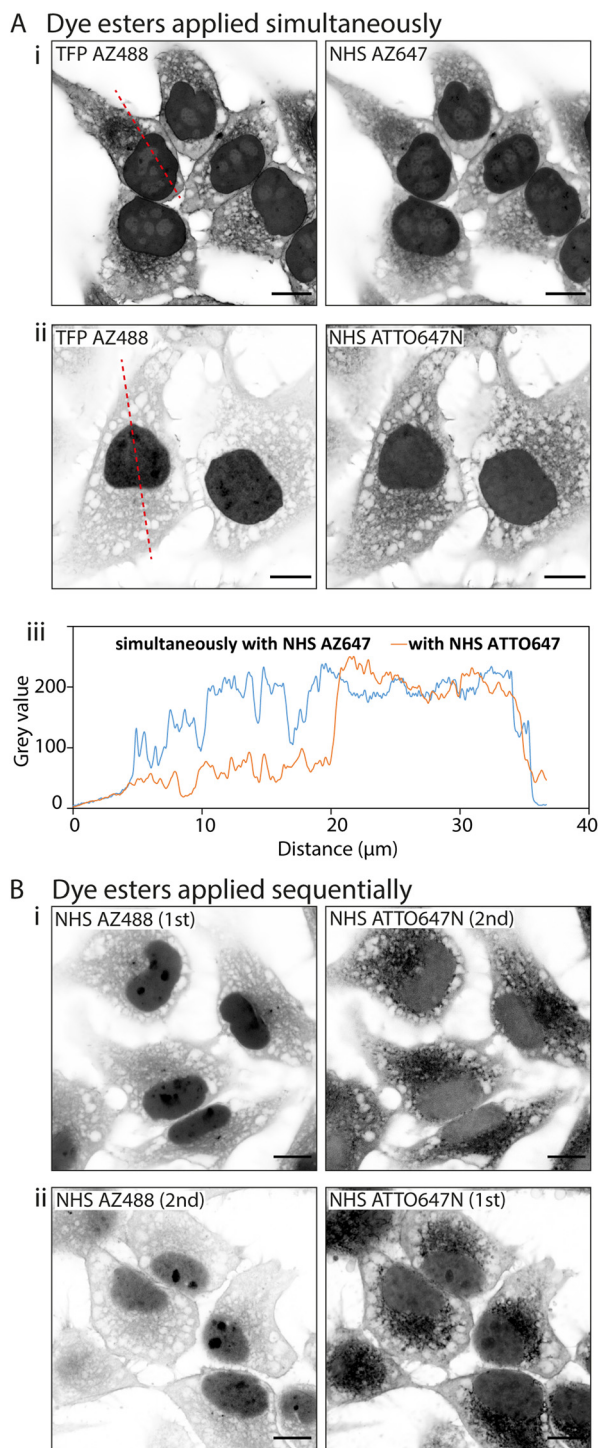 A Dye esters applied simultaneously
i
TFP AZ488
NHS AZ647
ii
TFP AZ488
NHS ATTO647N
iii
simultaneously with NHS AZ647 with NHS ATTO647
200
100
0
Grey value
0 10 20 30 40
Distance (μm)
B Dye esters applied sequentially
i
NHS AZ488 (1st)
NHS ATTO647N (2nd)
ii
NHS AZ488 (2nd)
NHS ATTO647N (1st)